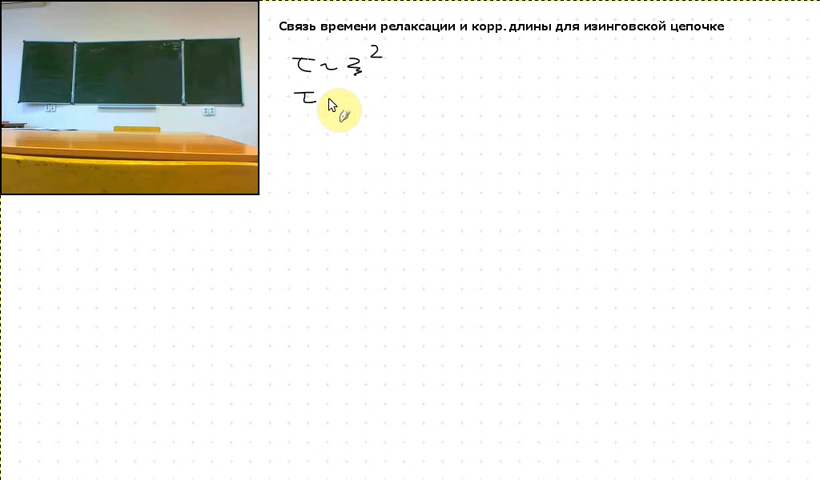 Связь времени релаксации и корр. длины для изинговской цепочке
τ ~ ξ²
τ